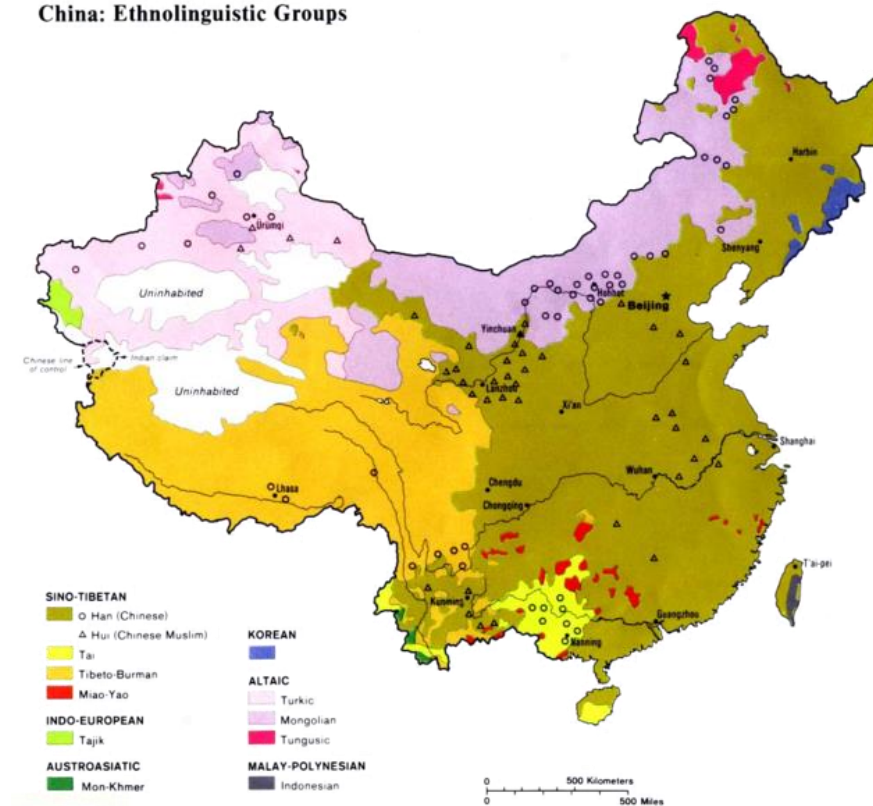 China: Ethnolinguistic Groups
Harbin
Ürümqi
Shenyang
Uninhabited
Hohhot
Beijing
Yinchuan
Chinese line
of control
Indian claim
Uninhabited
Lanzhou
Xi'an
Shanghai
Wuhan
Lhasa
Chengdu
Chongqing
T'ai-pei
Kunming
Guangzhou
Nanning
SINO-TIBETAN
Han (Chinese)
Hui (Chinese Muslim)
Tai
Tibeto-Burman
Miao-Yao
INDO-EUROPEAN
Tajik
AUSTROASIATIC
Mon-Khmer
KOREAN
ALTAIC
Turkic
Mongolian
Tungusic
MALAY-POLYNESIAN
Indonesian
0 500 Kilometers
0 500 Miles